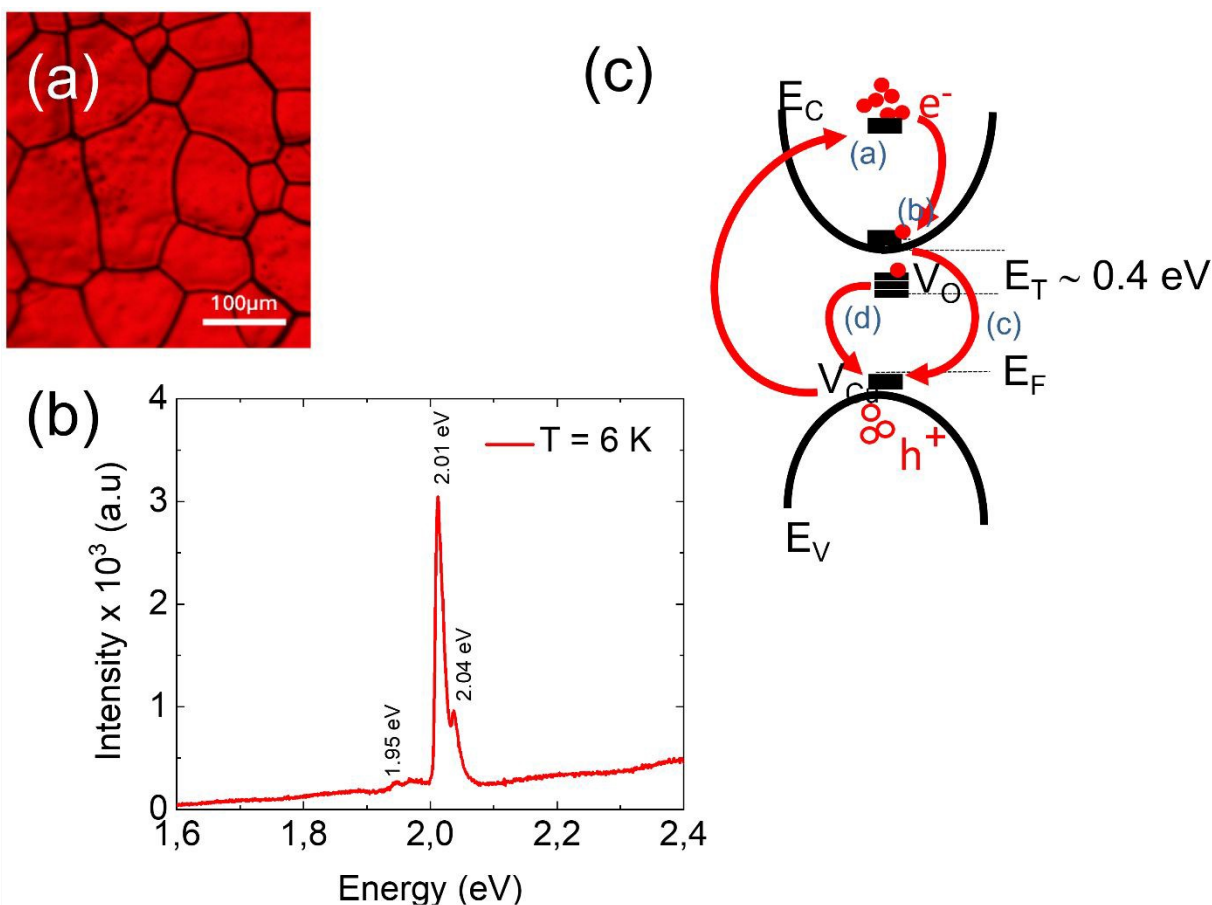 (a)
100μm
(b)
Intensity x 10³ (a.u)
4
3
2
1
0
1,6
1,8
2,0
2,2
2,4
Energy (eV)
T = 6 K
1.95 eV
2.01 eV
2.04 eV
(c)
E_C
e⁻
(a)
(b)
V_O
E_T ~ 0.4 eV
(d)
(c)
V_Cu
E_F
h⁺
E_V